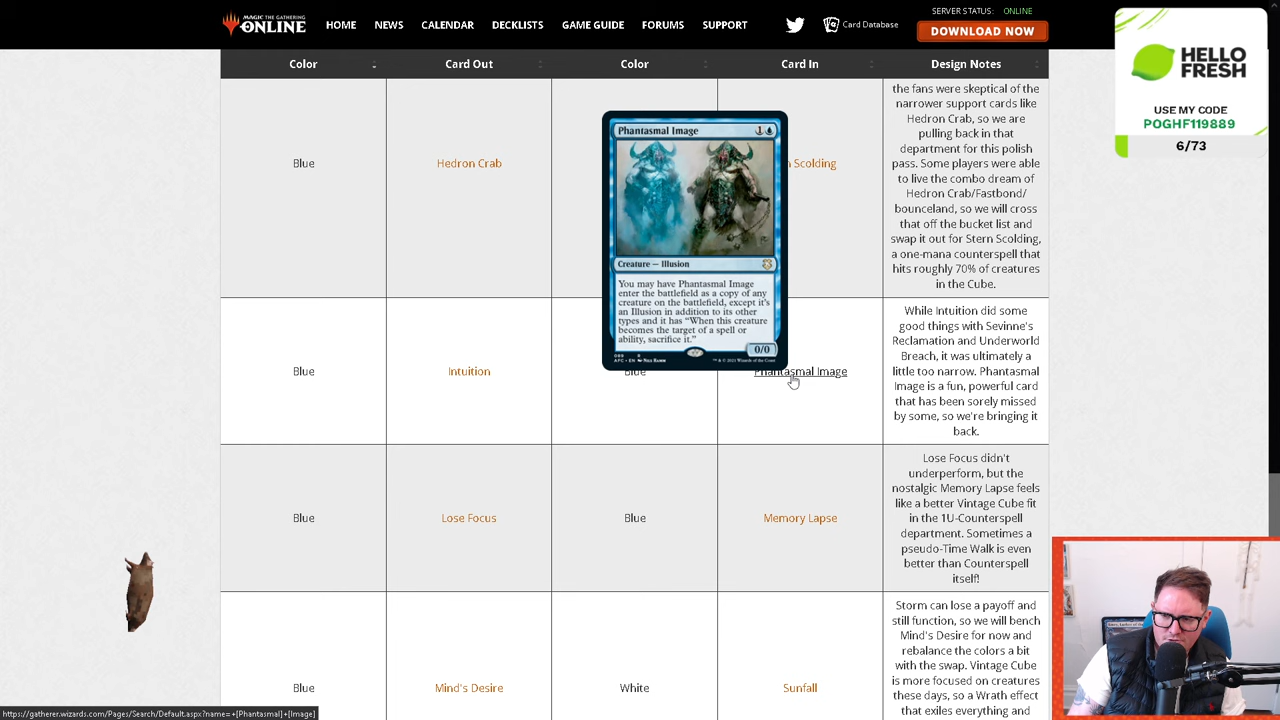 MAGIC THE GATHERING
ONLINE
HOME
NEWS
CALENDAR
DECKLISTS
GAME GUIDE
FORUMS
SUPPORT
Card Database
SERVER STATUS: ONLINE
DOWNLOAD NOW
HELLO
FRESH
USE MY CODE
POGHF119889
6/73
Color
Card Out
Color
Card In
Design Notes
Blue
Hedron Crab
Scolding
the fans were skeptical of the
narrower support cards like
Hedron Crab, so we are
pulling back in that
department for this polish
pass. Some players were able
to live the combo dream of
Hedron Crab/Fastbond/
bounceland, so we will cross
that off the bucket list and
swap it out for Stern Scolding,
a one-mana counterspell that
hits roughly 70% of creatures
in the Cube.
Phantasmal Image
1
Creature — Illusion
You may have Phantasmal Image
enter the battlefield as a copy of any
creature on the battlefield, except it's
an Illusion in addition to its other
types and it has "When this creature
becomes the target of a spell or
ability, sacrifice it."
0/0
Blue
Intuition
Blue
Phantasmal Image
While Intuition did some
good things with Sevinne's
Reclamation and Underworld
Breach, it was ultimately a
little too narrow. Phantasmal
Image is a fun, powerful card
that has been sorely missed
by some, so we're bringing it
back.
Blue
Lose Focus
Blue
Memory Lapse
Lose Focus didn't
underperform, but the
nostalgic Memory Lapse feels
like a better Vintage Cube fit
in the 1U-Counterspell
department. Sometimes a
pseudo-Time Walk is even
better than Counterspell
itself!
Blue
Mind's Desire
White
Sunfall
Storm can lose a payoff and
still function, so we will bench
Mind's Desire for now and
rebalance the colors a bit
with the swap. Vintage Cube
is more focused on creatures
these days, so a Wrath effect
that exiles everything and
https://gatherer.wizards.com/Pages/Search/Default.aspx?name=+[Phantasmal]+[Image]